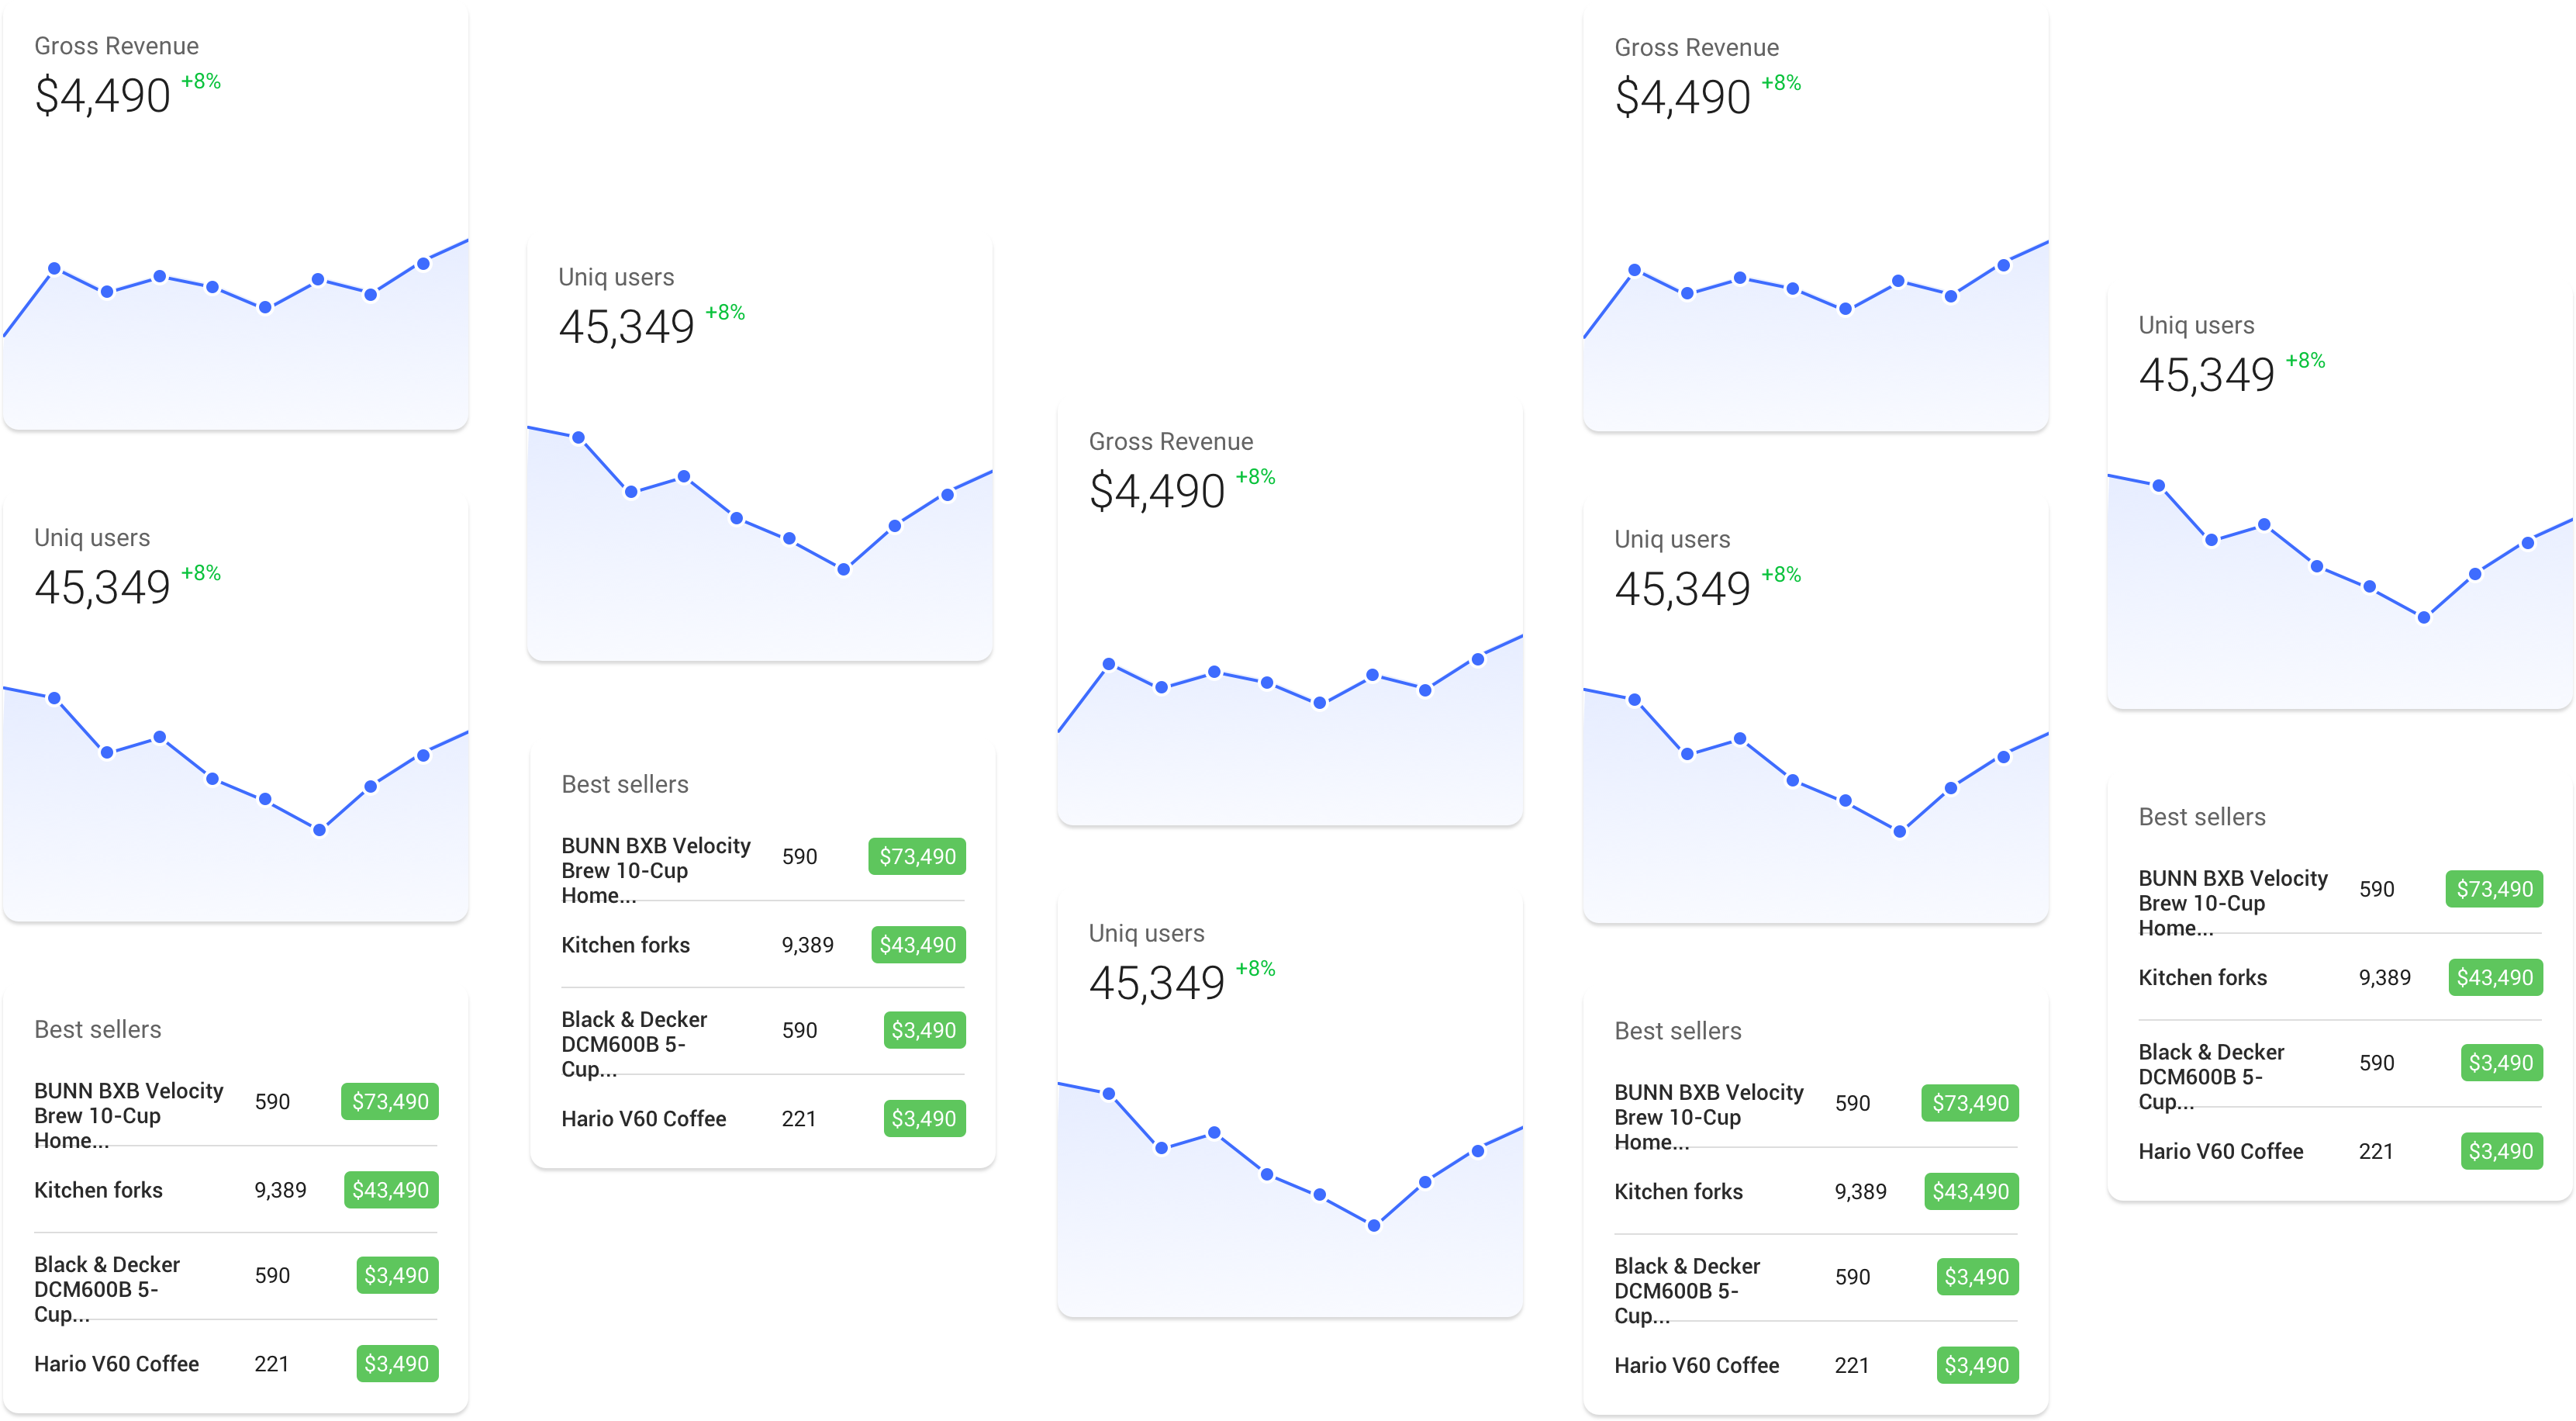 Gross Revenue
$4,490 +8%
Uniq users
45,349 +8%
Best sellers
BUNN BXB Velocity
Brew 10-Cup
Home...
590
$73,490
Kitchen forks
9,389
$43,490
Black & Decker
DCM600B 5-
Cup...
590
$3,490
Hario V60 Coffee
221
$3,490
Uniq users
45,349 +8%
Best sellers
BUNN BXB Velocity
Brew 10-Cup
Home...
590
$73,490
Kitchen forks
9,389
$43,490
Black & Decker
DCM600B 5-
Cup...
590
$3,490
Hario V60 Coffee
221
$3,490
Gross Revenue
$4,490 +8%
Uniq users
45,349 +8%
Gross Revenue
$4,490 +8%
Uniq users
45,349 +8%
Best sellers
BUNN BXB Velocity
Brew 10-Cup
Home...
590
$73,490
Kitchen forks
9,389
$43,490
Black & Decker
DCM600B 5-
Cup...
590
$3,490
Hario V60 Coffee
221
$3,490
Uniq users
45,349 +8%
Best sellers
BUNN BXB Velocity
Brew 10-Cup
Home...
590
$73,490
Kitchen forks
9,389
$43,490
Black & Decker
DCM600B 5-
Cup...
590
$3,490
Hario V60 Coffee
221
$3,490